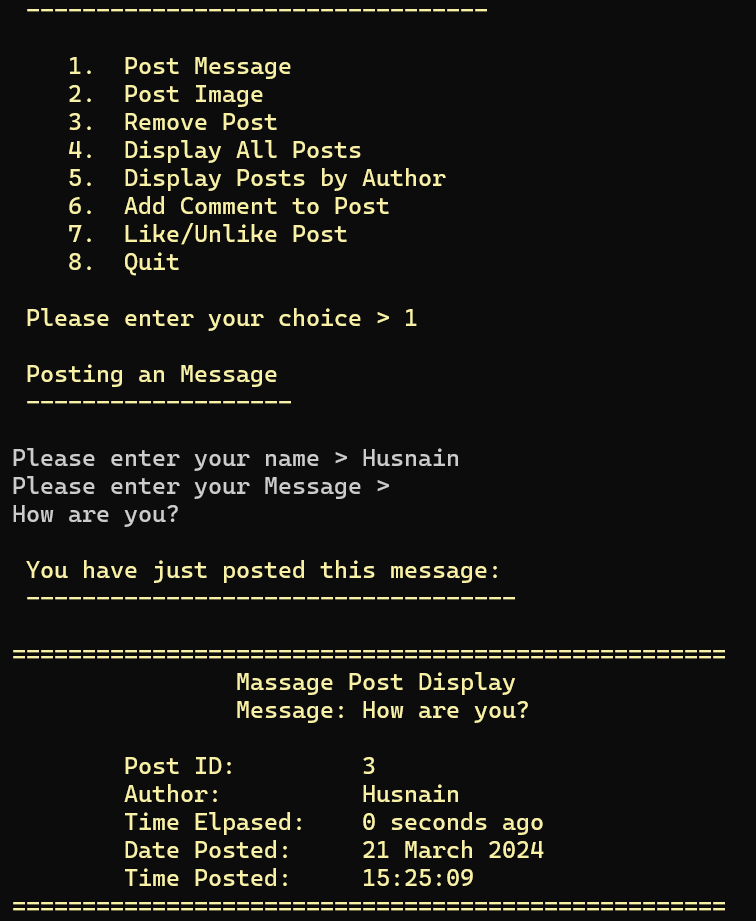 ---------------------------------
1. Post Message
2. Post Image
3. Remove Post
4. Display All Posts
5. Display Posts by Author
6. Add Comment to Post
7. Like/Unlike Post
8. Quit
Please enter your choice > 1
Posting an Message
-------------------
Please enter your name > Husnain
Please enter your Message >
How are you?
You have just posted this message:
-----------------------------------
===================================================
Massage Post Display
Message: How are you?
Post ID: 3
Author: Husnain
Time Elpased: 0 seconds ago
Date Posted: 21 March 2024
Time Posted: 15:25:09
===================================================